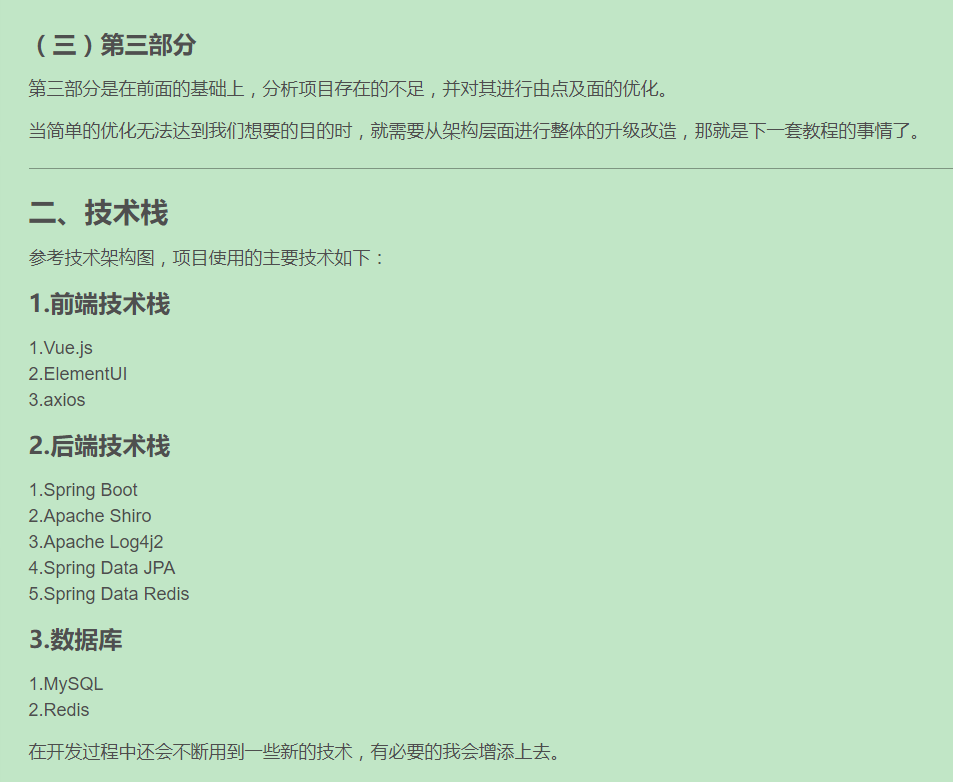 （三）第三部分
第三部分是在前面的基础上，分析项目存在的不足，并对其进行由点及面的优化。
当简单的优化无法达到我们想要的目的时，就需要从架构层面进行整体的升级改造，那就是下一套教程的事情了。
二、技术栈
参考技术架构图，项目使用的主要技术如下：
1.前端技术栈
1.Vue.js
2.ElementUI
3.axios
2.后端技术栈
1.Spring Boot
2.Apache Shiro
3.Apache Log4j2
4.Spring Data JPA
5.Spring Data Redis
3.数据库
1.MySQL
2.Redis
在开发过程中还会不断用到一些新的技术，有必要的我会增添上去。